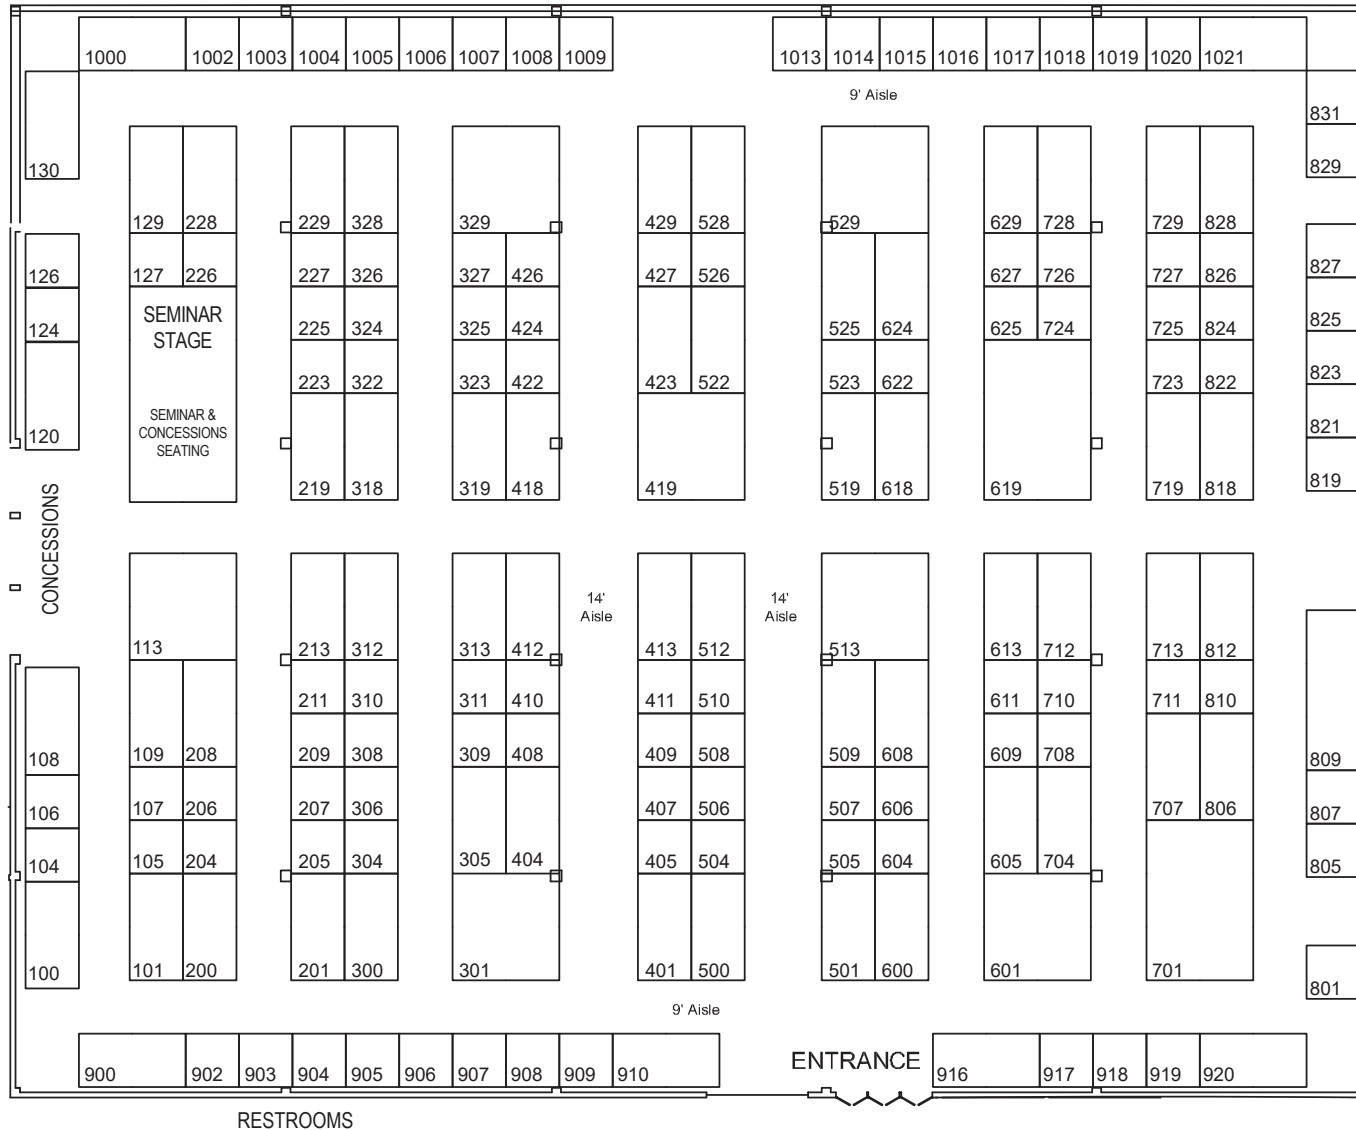 1000 1002 1003 1004 1005 1006 1007 1008 1009 1013 1014 1015 1016 1017 1018 1019 1020 1021
9' Aisle
831
130 829
129 228 229 328 329 429 528 529 629 728 729 828
126 127 226 227 326 327 426 427 526 627 726 727 826 827
SEMINAR
STAGE
124 225 324 325 424 525 624 625 724 725 824 825
223 322 323 422 423 522 523 622 723 822 823
SEMINAR &
CONCESSIONS
SEATING
120 821
219 318 319 418 419 519 618 619 719 818 819
CONCESSIONS
14'
Aisle
14'
Aisle
113 213 312 313 412 413 512 513 613 712 713 812
211 310 311 410 411 510 611 710 711 810
108 109 208 209 308 309 408 409 508 509 608 609 708 809
106 107 206 207 306 407 506 507 606 707 806 807
104 105 204 205 304 305 404 405 504 505 604 605 704 805
100 101 200 201 300 301 401 500 501 600 601 701
801
9' Aisle
ENTRANCE
900 902 903 904 905 906 907 908 909 910 916 917 918 919 920
RESTROOMS